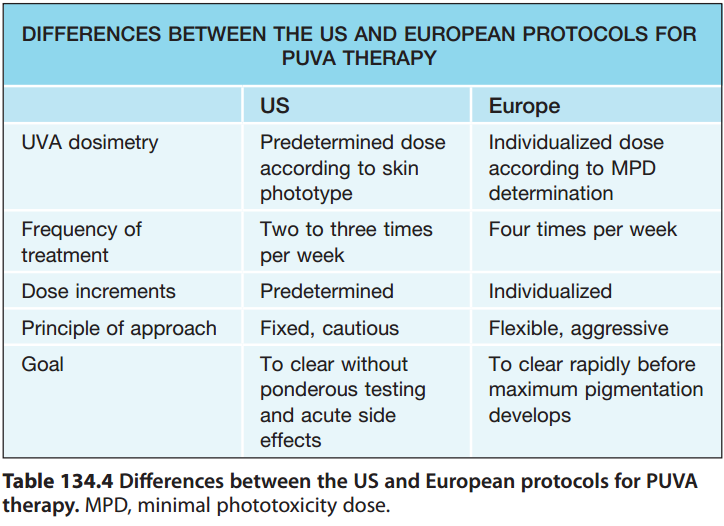 DIFFERENCES BETWEEN THE US AND EUROPEAN PROTOCOLS FOR
PUVA THERAPY
US
Europe
UVA dosimetry
Predetermined dose
according to skin
phototype
Individualized dose
according to MPD
determination
Frequency of
treatment
Two to three times
per week
Four times per week
Dose increments
Predetermined
Individualized
Principle of approach
Fixed, cautious
Flexible, aggressive
Goal
To clear without
ponderous testing
and acute side
effects
To clear rapidly before
maximum pigmentation
develops
Table 134.4 Differences between the US and European protocols for PUVA
therapy. MPD, minimal phototoxicity dose.